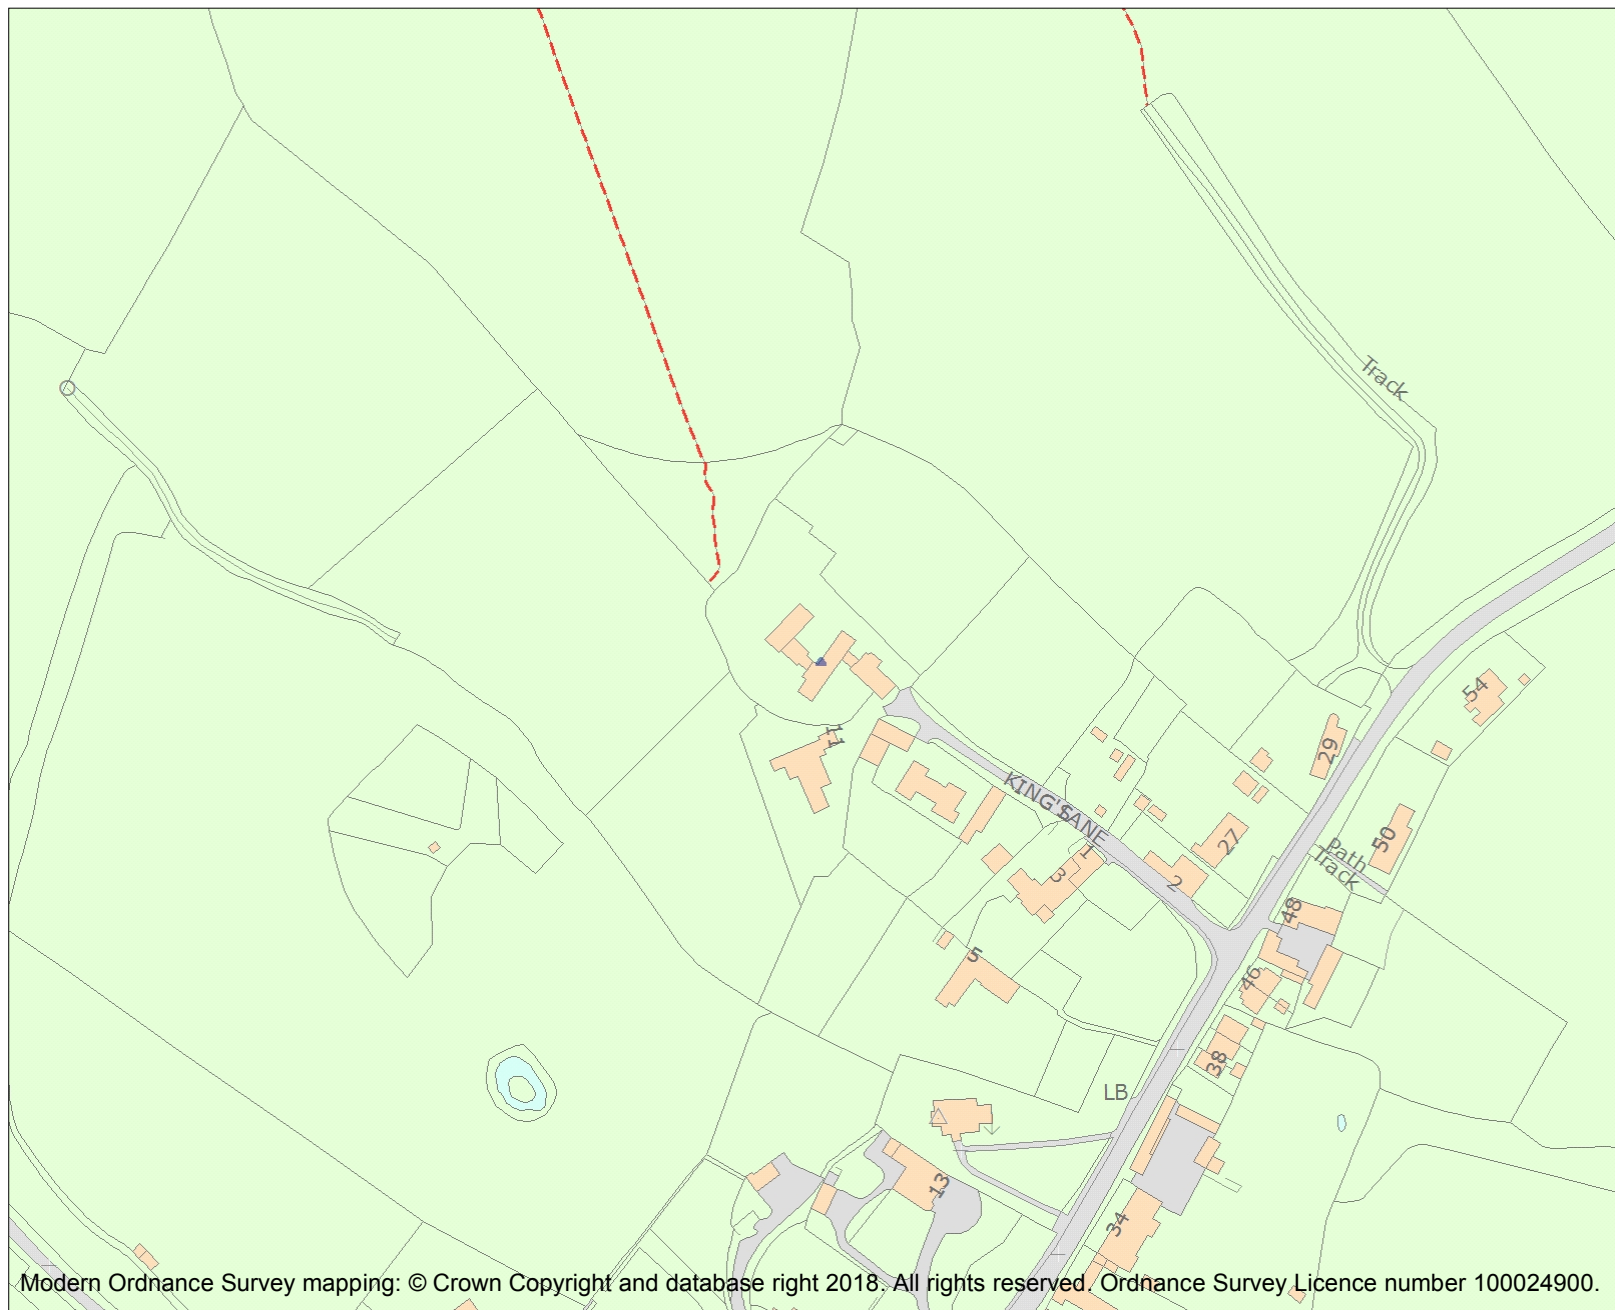 Track
54
29
11
KING'S LANE
6
50
27
Path
Track
1
3
2
48
5
46
38
LB
13
34
Modern Ordnance Survey mapping: © Crown Copyright and database right 2018. All rights reserved. Ordnance Survey Licence number 100024900.